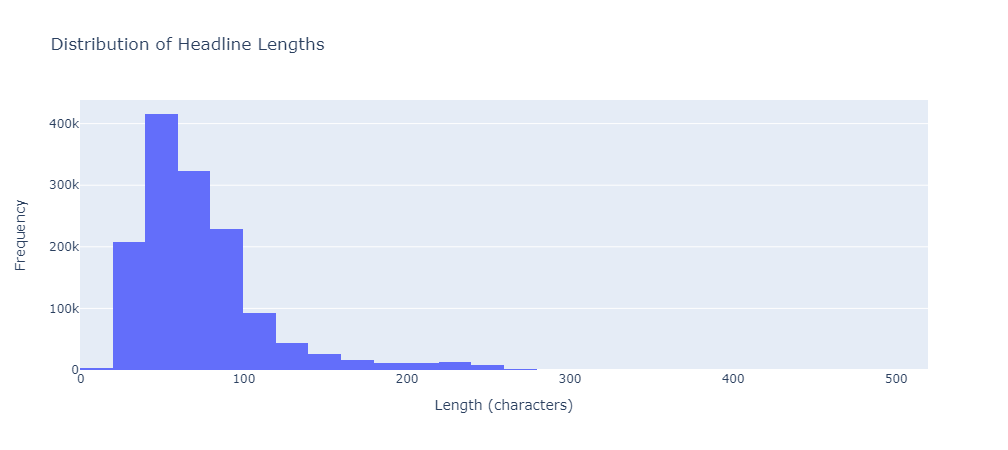 Distribution of Headline Lengths
400k
300k
200k
100k
0
Frequency
0 100 200 300 400 500
Length (characters)